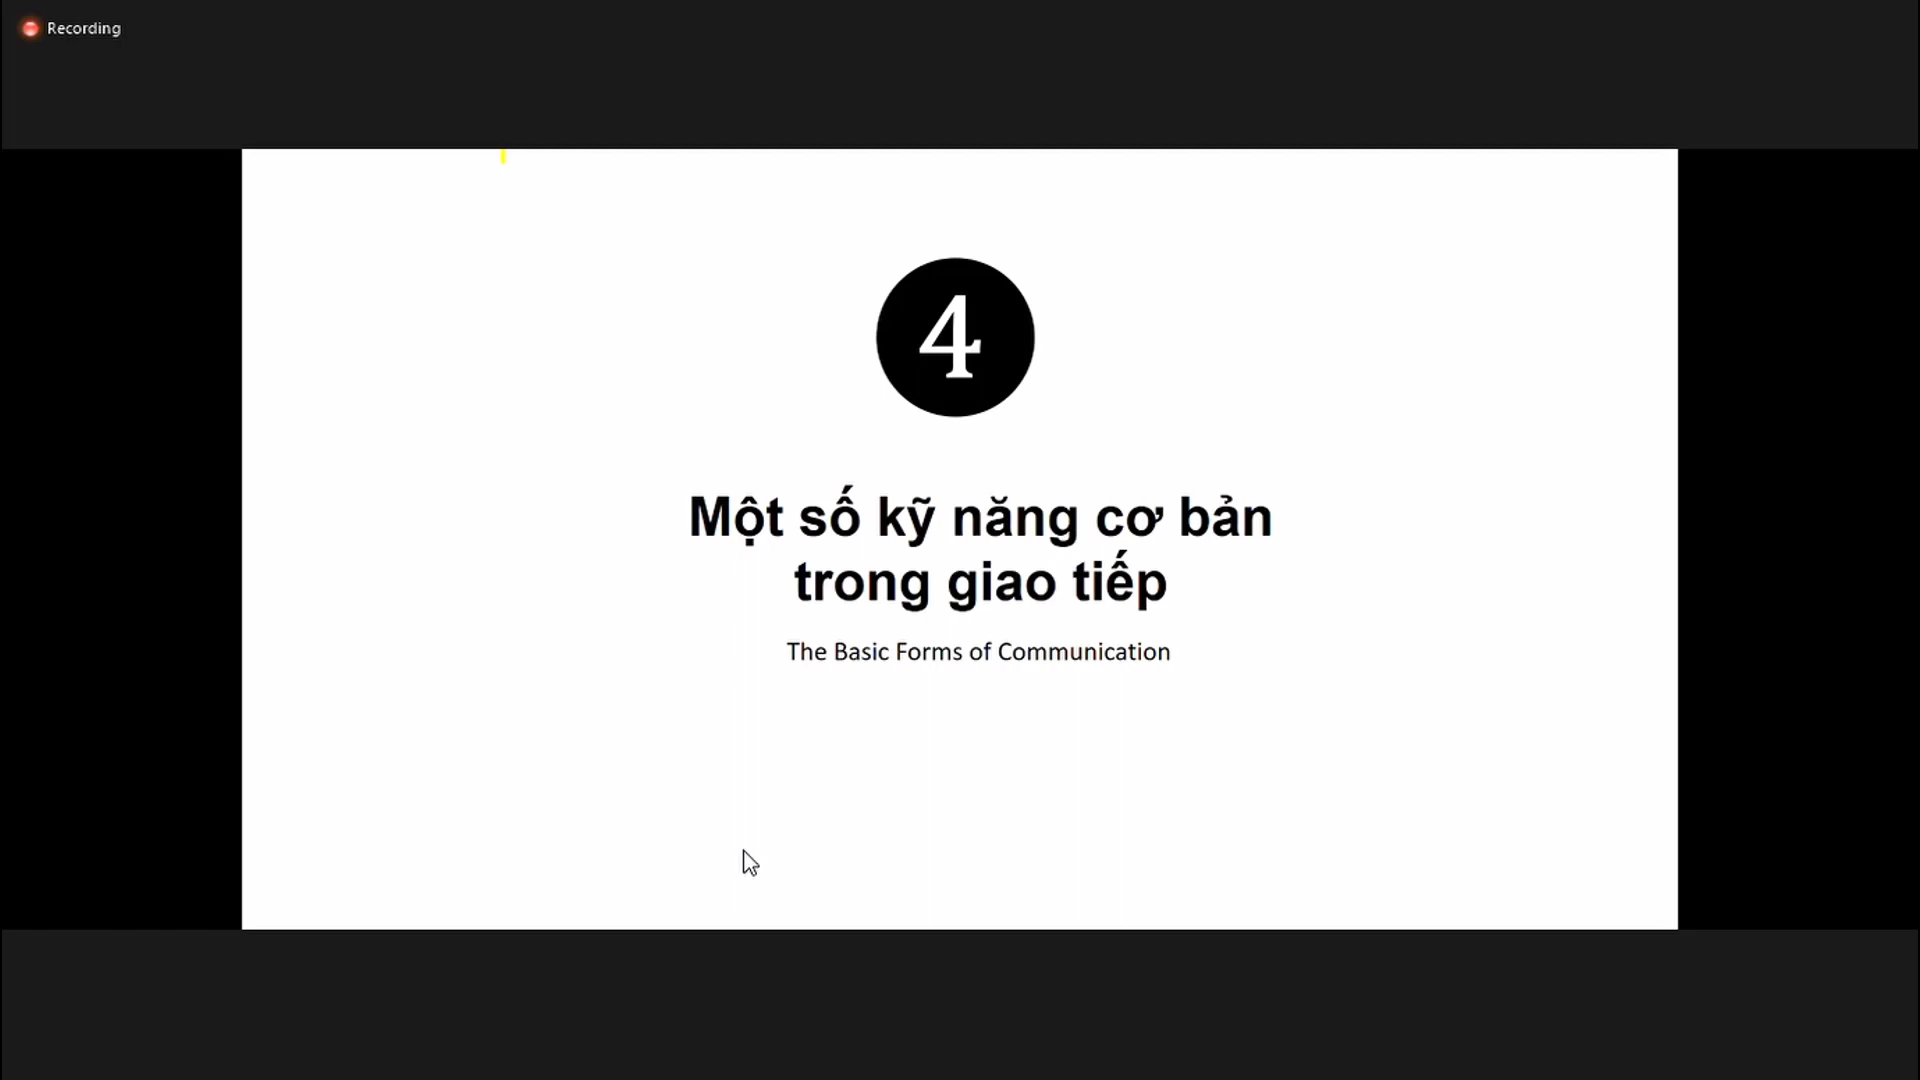 Recording
4
Một số kỹ năng cơ bản
trong giao tiếp
The Basic Forms of Communication